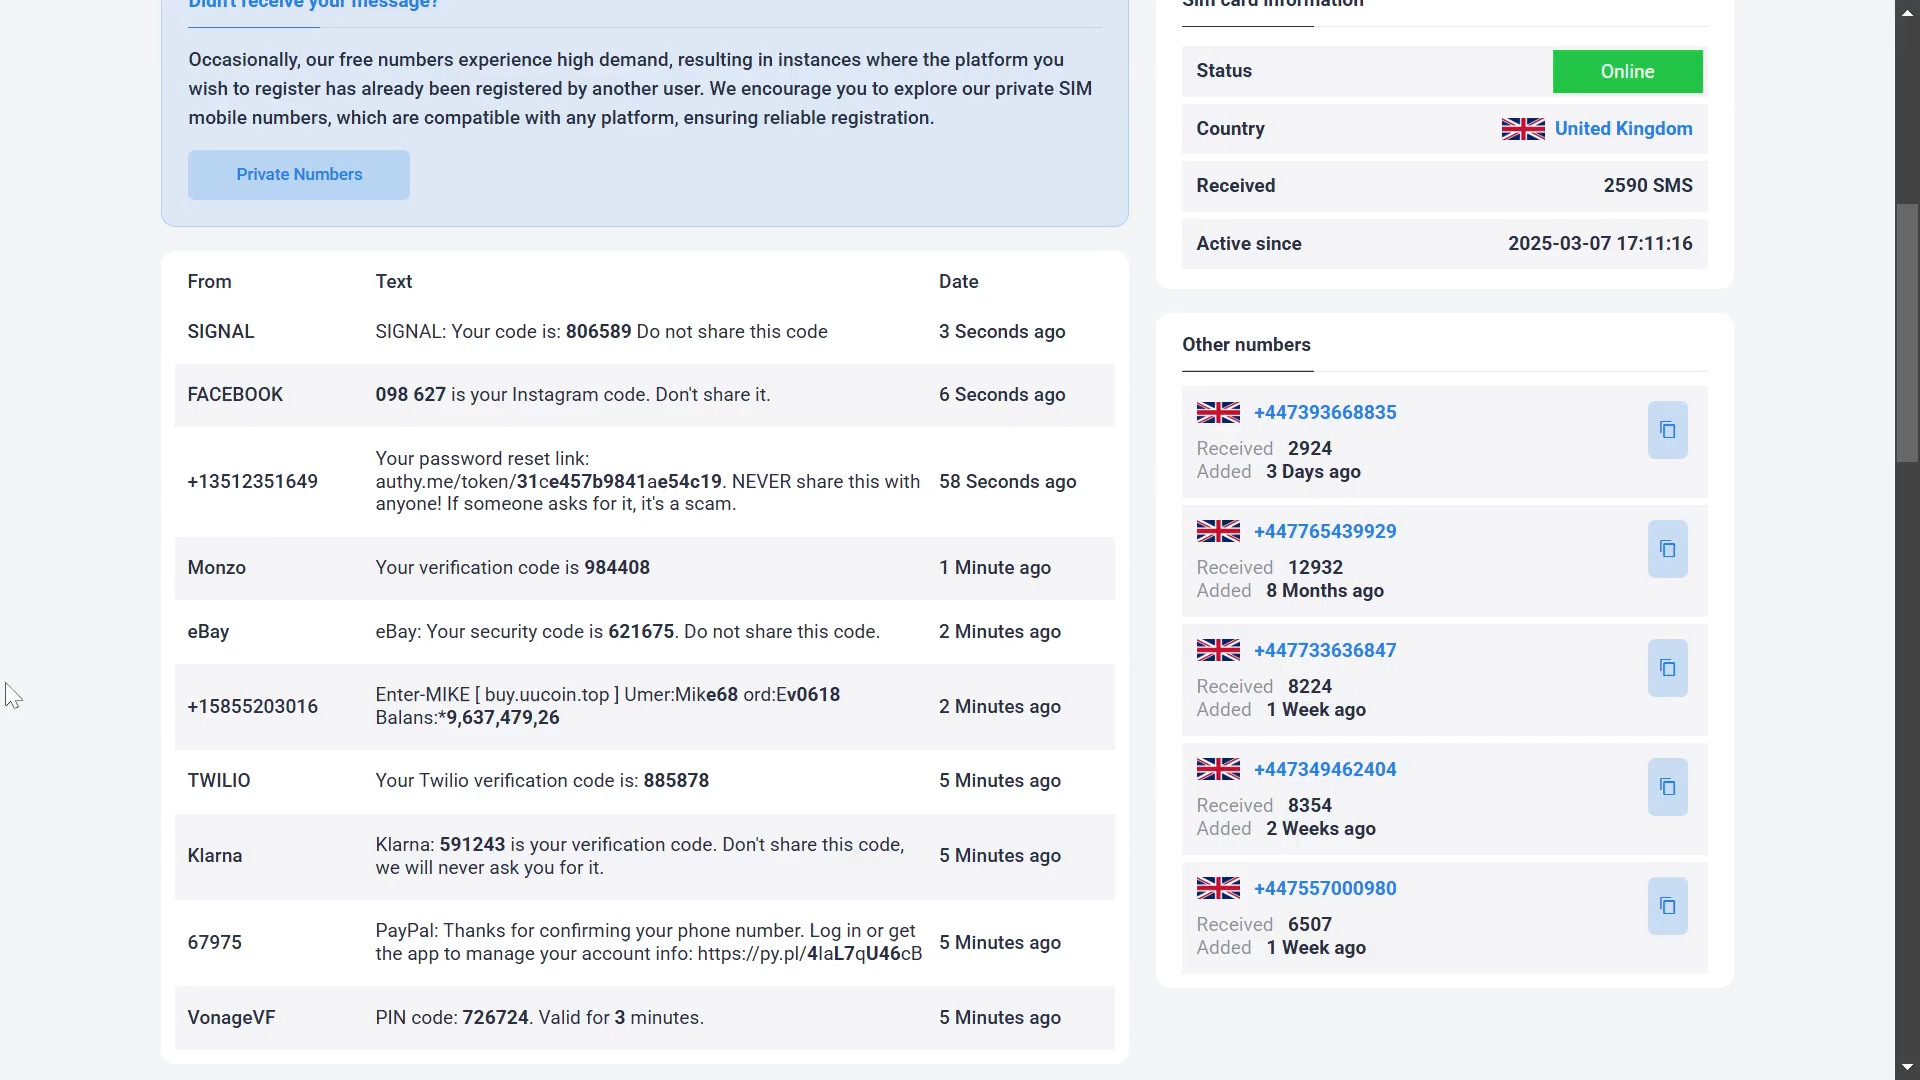 Didn't receive your message?
Occasionally, our free numbers experience high demand, resulting in instances where the platform you
wish to register has already been registered by another user. We encourage you to explore our private SIM
mobile numbers, which are compatible with any platform, ensuring reliable registration.
Private Numbers
From Text Date
SIGNAL SIGNAL: Your code is: 806589 Do not share this code 3 Seconds ago
FACEBOOK 098 627 is your Instagram code. Don't share it. 6 Seconds ago
Your password reset link:
+13512351649 authy.me/token/31ce457b9841ae54c19. NEVER share this with 58 Seconds ago
anyone! If someone asks for it, it's a scam.
Monzo Your verification code is 984408 1 Minute ago
eBay eBay: Your security code is 621675. Do not share this code. 2 Minutes ago
Enter-MIKE [ buy.uucoin.top ] Umer:Mike68 ord:Ev0618
+15855203016 2 Minutes ago
Balans:*9,637,479,26
TWILIO Your Twilio verification code is: 885878 5 Minutes ago
Klarna: 591243 is your verification code. Don't share this code,
Klarna 5 Minutes ago
we will never ask you for it.
PayPal: Thanks for confirming your phone number. Log in or get
67975 5 Minutes ago
the app to manage your account info: https://py.pl/4IaL7qU46cB
VonageVF PIN code: 726724. Valid for 3 minutes. 5 Minutes ago
Sim card information
Status Online
Country United Kingdom
Received 2590 SMS
Active since 2025-03-07 17:11:16
Other numbers
+447393668835
Received 2924
Added 3 Days ago
+447765439929
Received 12932
Added 8 Months ago
+447733636847
Received 8224
Added 1 Week ago
+447349462404
Received 8354
Added 2 Weeks ago
+447557000980
Received 6507
Added 1 Week ago